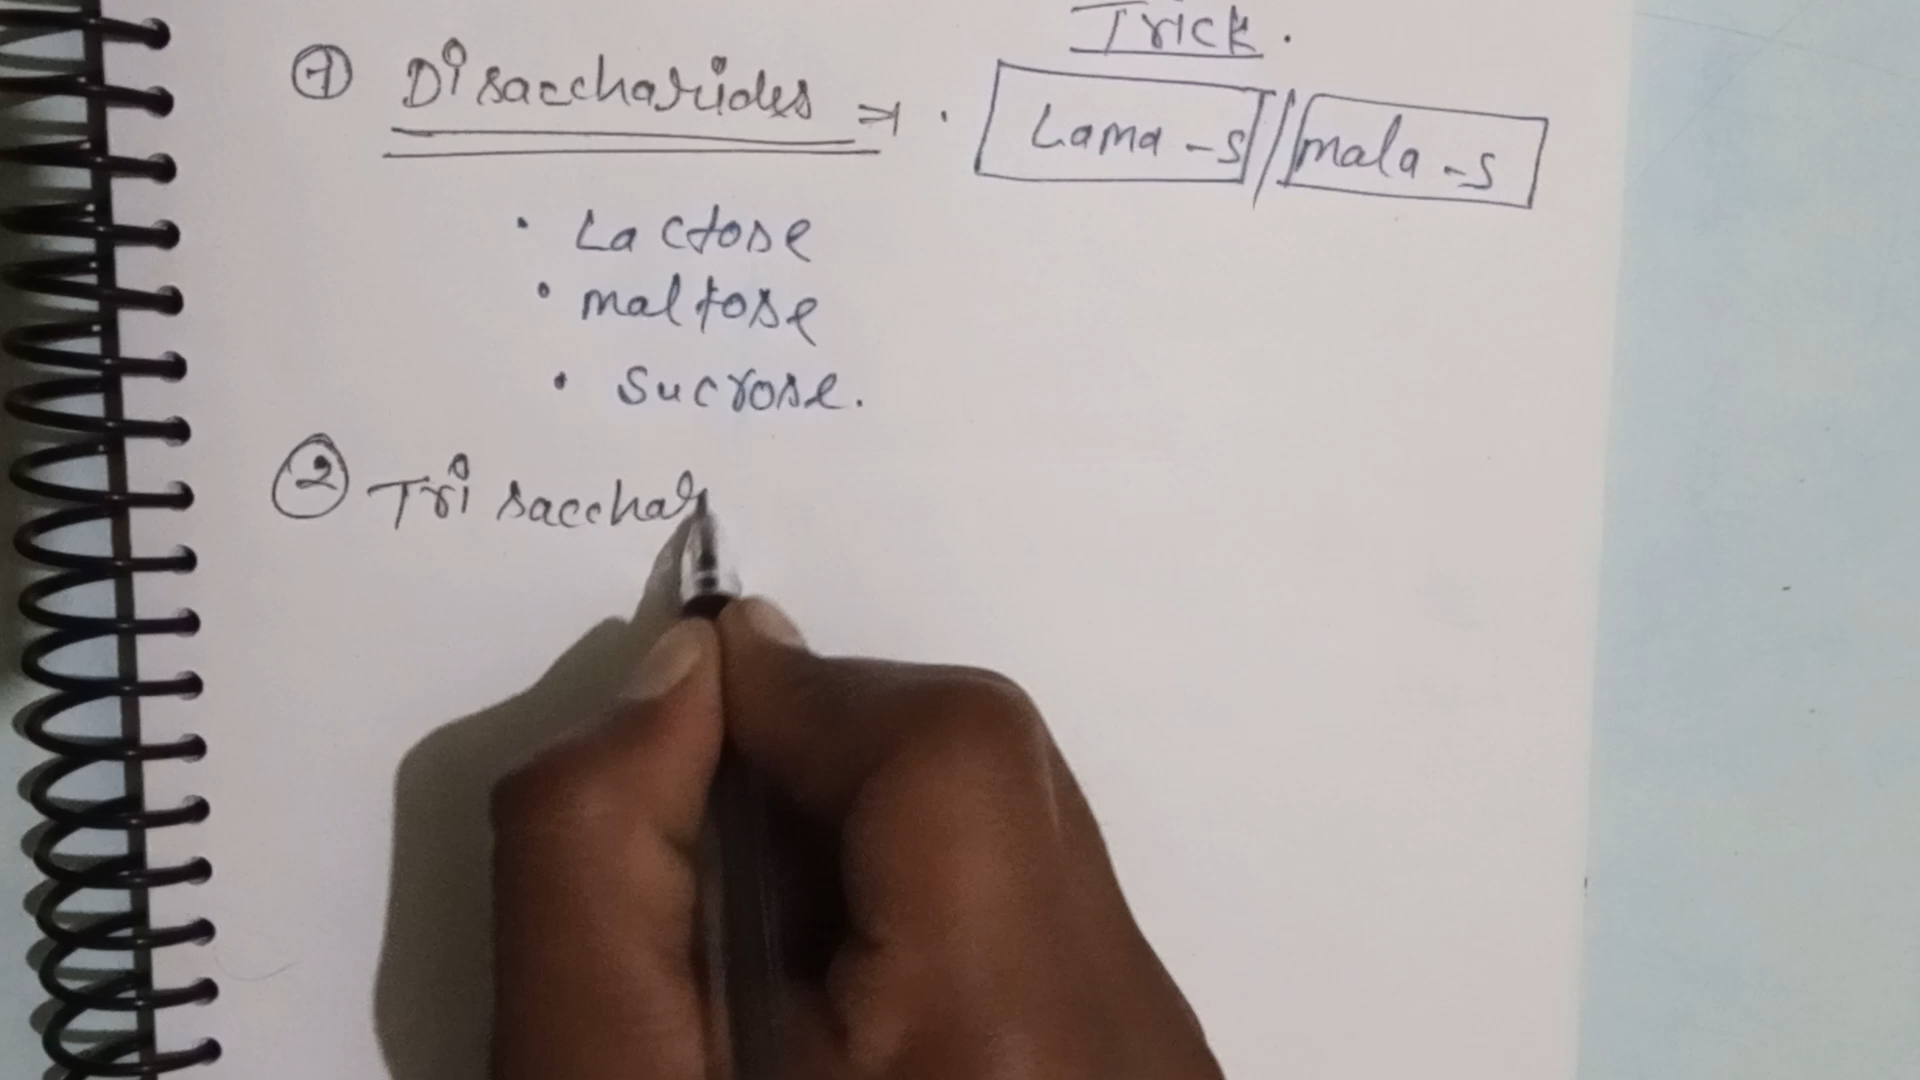 Trick.
① Disaccharides ⇒ · Lama-s // mala-s
· Lactose
· maltose
· Sucrose.
② Tri sacchar